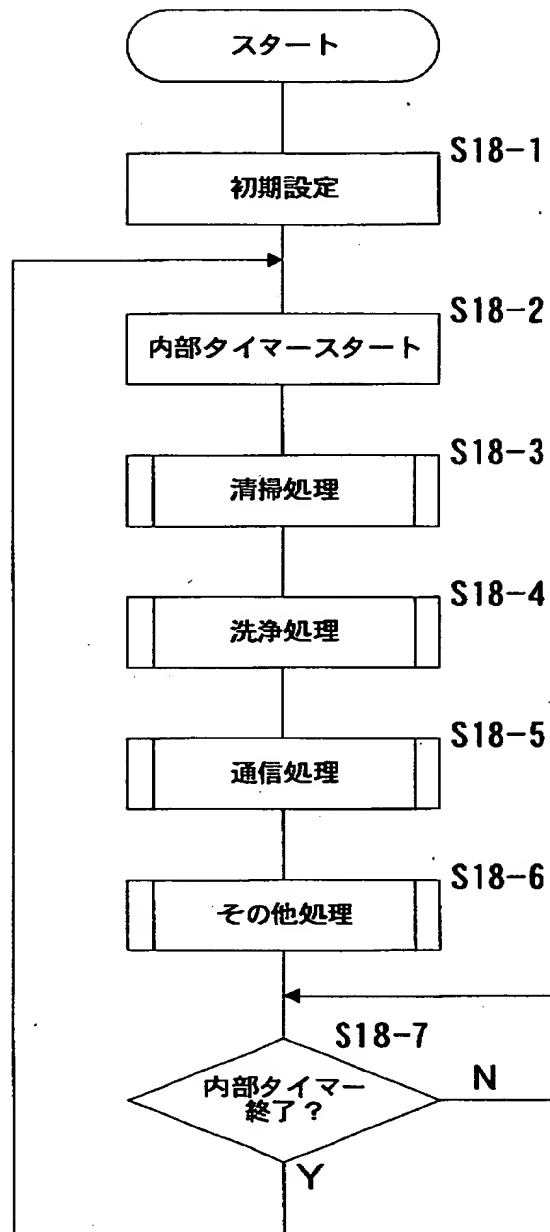 スタート
S18-1
初期設定
S18-2
内部タイマースタート
S18-3
清掃処理
S18-4
洗浄処理
S18-5
通信処理
S18-6
その他処理
S18-7
内部タイマー
終了？
N
Y